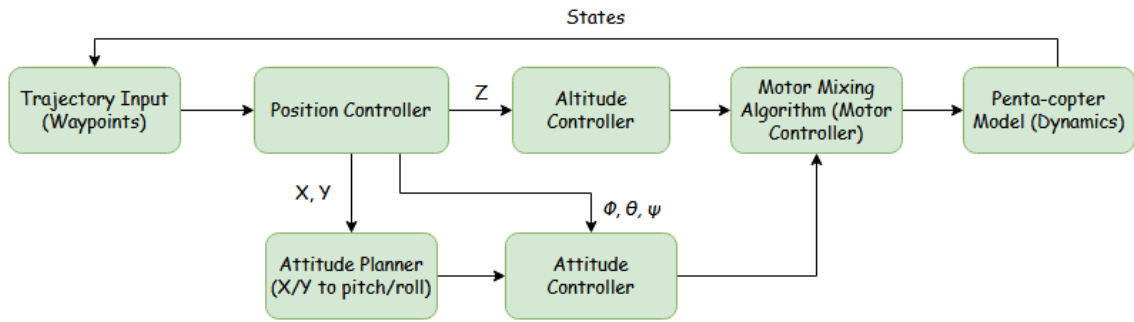 States
Trajectory Input
(Waypoints)
Position Controller
Z
Altitude
Controller
Motor Mixing
Algorithm (Motor
Controller)
Penta-copter
Model (Dynamics)
X, Y
Φ, θ, ψ
Attitude Planner
(X/Y to pitch/roll)
Attitude
Controller